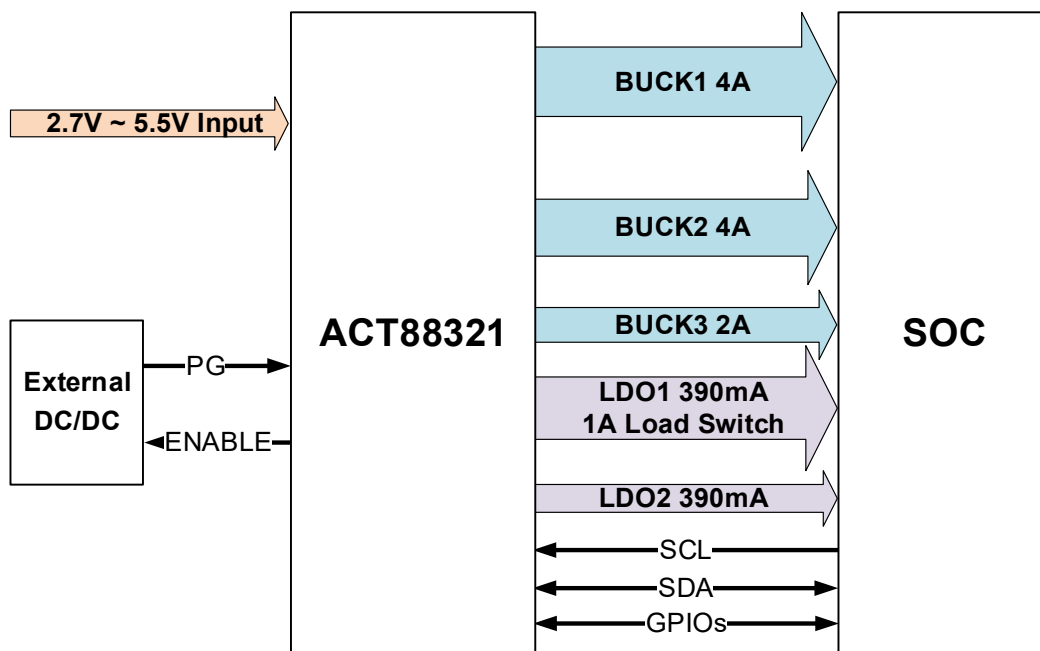 2.7V ~ 5.5V Input
External
DC/DC
PG
ENABLE
ACT88321
BUCK1 4A
BUCK2 4A
BUCK3 2A
LDO1 390mA
1A Load Switch
LDO2 390mA
SCL
SDA
GPIOs
SOC